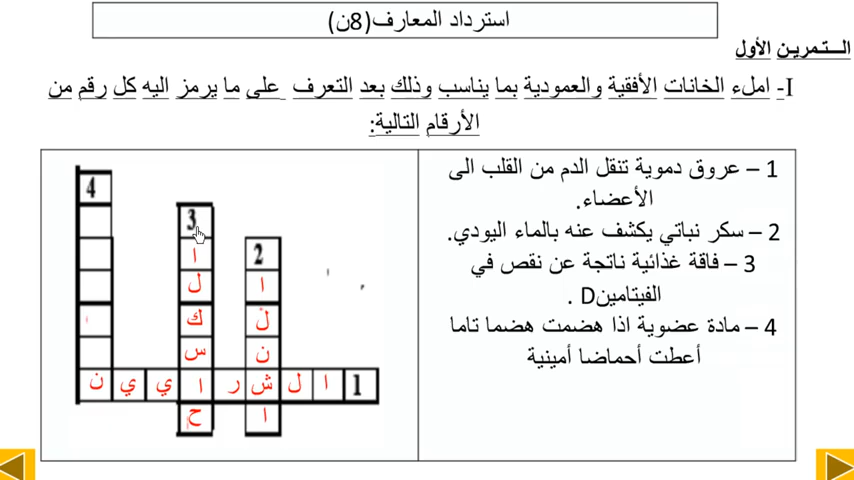 استرداد المعارف(8ن)
الـــتـمريـن الأول
I- املء الخانات الأفقية والعمودية بما يناسب وذلك بعد التعرف على ما يرمز اليه كل رقم من
الأرقام التالية:
1 – عروق دموية تنقل الدم من القلب الى
الأعضاء.
2 – سكر نباتي يكشف عنه بالماء اليودي.
3 – فاقة غذائية ناتجة عن نقص في
الفيتامينD .
4 – مادة عضوية اذا هضمت هضما تاما
أعطت أحماضا أمينية
4
3
ا
2
ل
ا
ك
ل
س
ن
1 ا ل ش ر ا ي ي ن
ح
ا